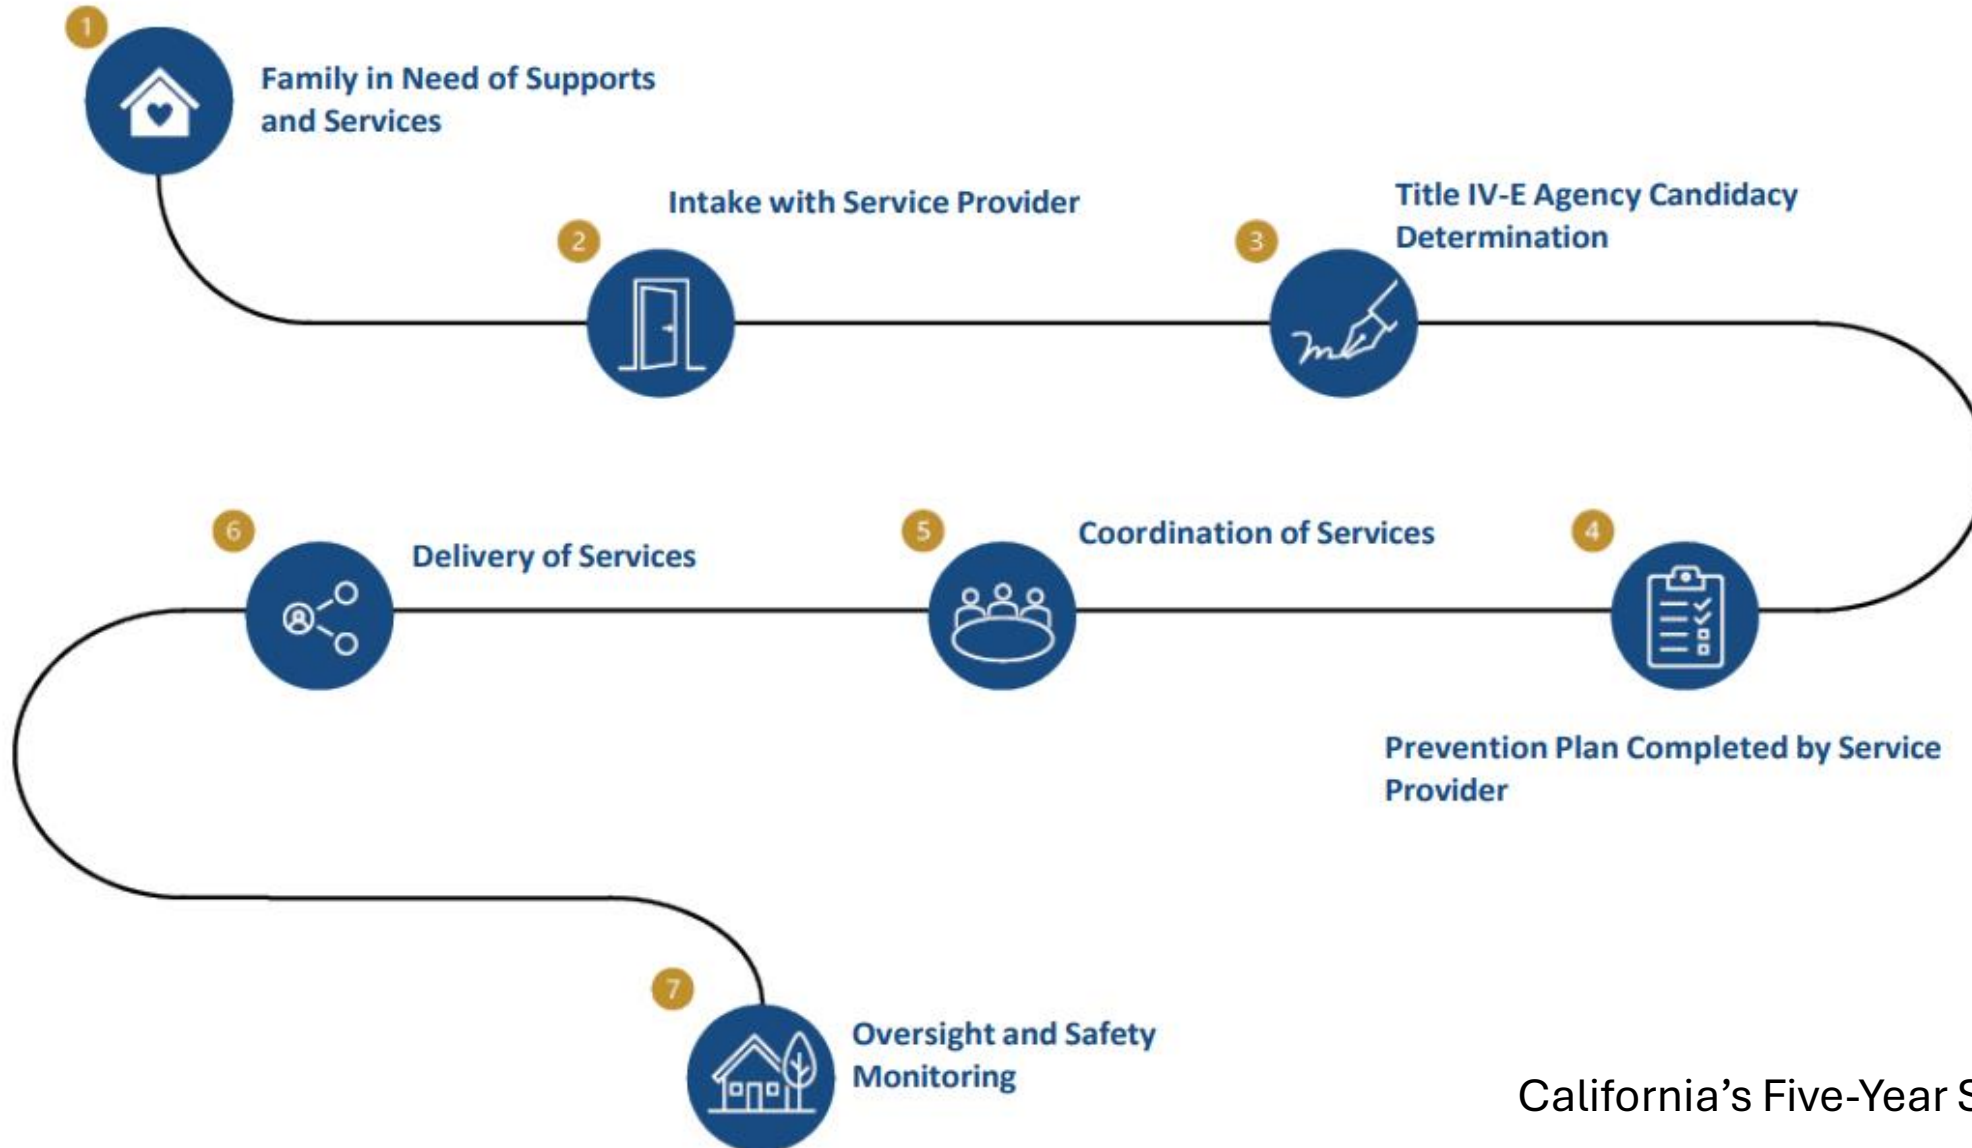 1
Family in Need of Supports
and Services
2
Intake with Service Provider
3
Title IV-E Agency Candidacy
Determination
4
Prevention Plan Completed by Service
Provider
5
Coordination of Services
6
Delivery of Services
7
Oversight and Safety
Monitoring
California’s Five-Year